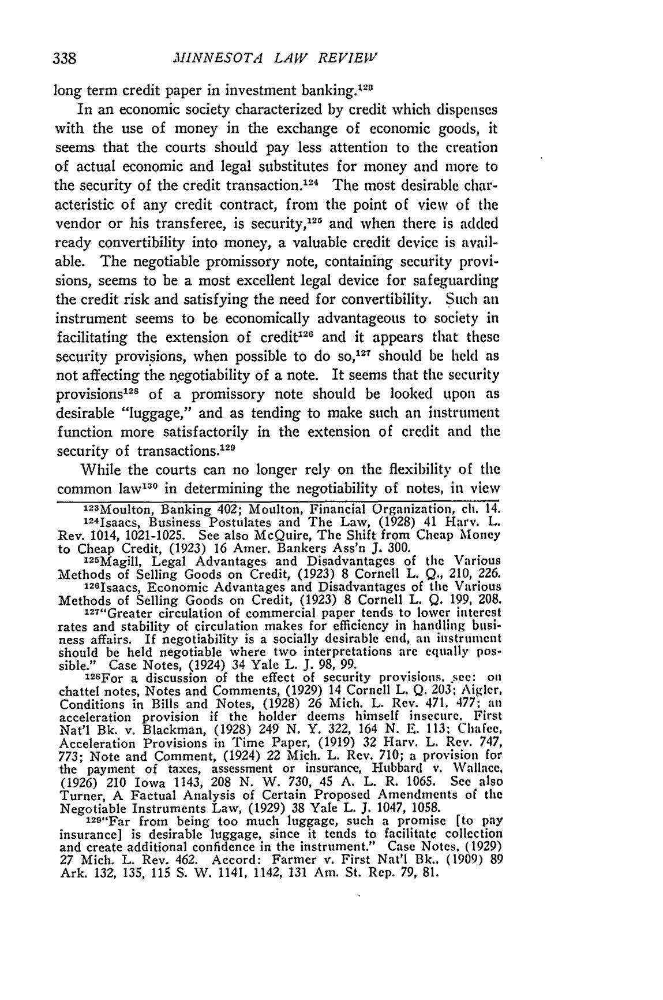 338 MINNESOTA LAW REVIEW
long term credit paper in investment banking.¹²³
In an economic society characterized by credit which dispenses
with the use of money in the exchange of economic goods, it
seems that the courts should pay less attention to the creation
of actual economic and legal substitutes for money and more to
the security of the credit transaction.¹²⁴ The most desirable char-
acteristic of any credit contract, from the point of view of the
vendor or his transferee, is security,¹²⁵ and when there is added
ready convertibility into money, a valuable credit device is avail-
able. The negotiable promissory note, containing security provi-
sions, seems to be a most excellent legal device for safeguarding
the credit risk and satisfying the need for convertibility. Such an
instrument seems to be economically advantageous to society in
facilitating the extension of credit¹²⁶ and it appears that these
security provisions, when possible to do so,¹²⁷ should be held as
not affecting the negotiability of a note. It seems that the security
provisions¹²⁸ of a promissory note should be looked upon as
desirable "luggage," and as tending to make such an instrument
function more satisfactorily in the extension of credit and the
security of transactions.¹²⁹
While the courts can no longer rely on the flexibility of the
common law¹³⁰ in determining the negotiability of notes, in view
¹²³Moulton, Banking 402; Moulton, Financial Organization, ch. 14.
¹²⁴Isaacs, Business Postulates and The Law, (1928) 41 Harv. L.
Rev. 1014, 1021-1025. See also McQuire, The Shift from Cheap Money
to Cheap Credit, (1923) 16 Amer. Bankers Ass'n J. 300.
¹²⁵Magill, Legal Advantages and Disadvantages of the Various
Methods of Selling Goods on Credit, (1923) 8 Cornell L. Q., 210, 226.
¹²⁶Isaacs, Economic Advantages and Disadvantages of the Various
Methods of Selling Goods on Credit, (1923) 8 Cornell L. Q. 199, 208.
¹²⁷"Greater circulation of commercial paper tends to lower interest
rates and stability of circulation makes for efficiency in handling busi-
ness affairs. If negotiability is a socially desirable end, an instrument
should be held negotiable where two interpretations are equally pos-
sible." Case Notes, (1924) 34 Yale L. J. 98, 99.
¹²⁸For a discussion of the effect of security provisions, see: on
chattel notes, Notes and Comments, (1929) 14 Cornell L. Q. 203; Aigler,
Conditions in Bills and Notes, (1928) 26 Mich. L. Rev. 471, 477; an
acceleration provision if the holder deems himself insecure, First
Nat'l Bk. v. Blackman, (1928) 249 N. Y. 322, 164 N. E. 113; Chafee,
Acceleration Provisions in Time Paper, (1919) 32 Harv. L. Rev. 747,
773; Note and Comment, (1924) 22 Mich. L. Rev. 710; a provision for
the payment of taxes, assessment or insurance, Hubbard v. Wallace,
(1926) 210 Iowa 1143, 208 N. W. 730, 45 A. L. R. 1065. See also
Turner, A Factual Analysis of Certain Proposed Amendments of the
Negotiable Instruments Law, (1929) 38 Yale L. J. 1047, 1058.
¹²⁹"Far from being too much luggage, such a promise [to pay
insurance] is desirable luggage, since it tends to facilitate collection
and create additional confidence in the instrument." Case Notes, (1929)
27 Mich. L. Rev. 462. Accord: Farmer v. First Nat'l Bk., (1909) 89
Ark. 132, 135, 115 S. W. 1141, 1142, 131 Am. St. Rep. 79, 81.